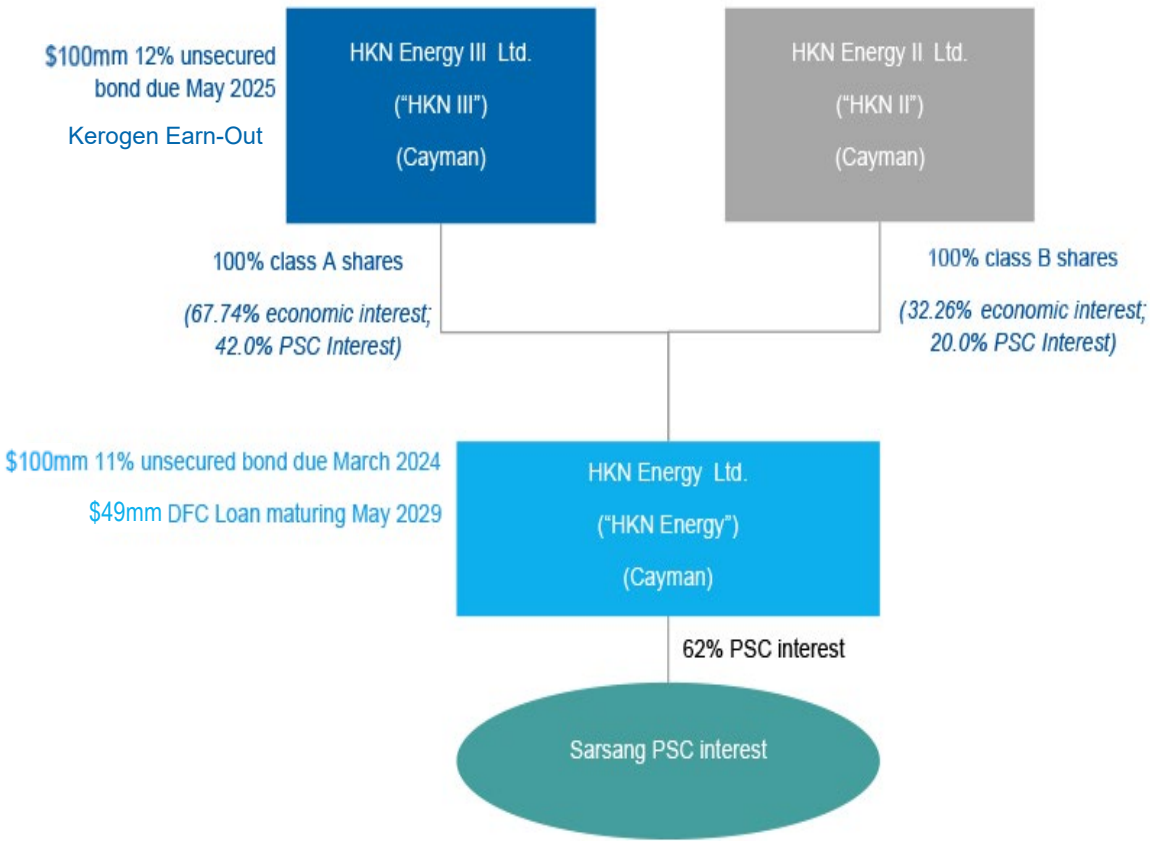 $100mm 12% unsecured
bond due May 2025
Kerogen Earn-Out
HKN Energy III Ltd.
("HKN III")
(Cayman)
HKN Energy II Ltd.
("HKN II")
(Cayman)
100% class A shares
(67.74% economic interest;
42.0% PSC Interest)
100% class B shares
(32.26% economic interest;
20.0% PSC Interest)
$100mm 11% unsecured bond due March 2024
$49mm DFC Loan maturing May 2029
HKN Energy Ltd.
("HKN Energy")
(Cayman)
62% PSC interest
Sarsang PSC interest